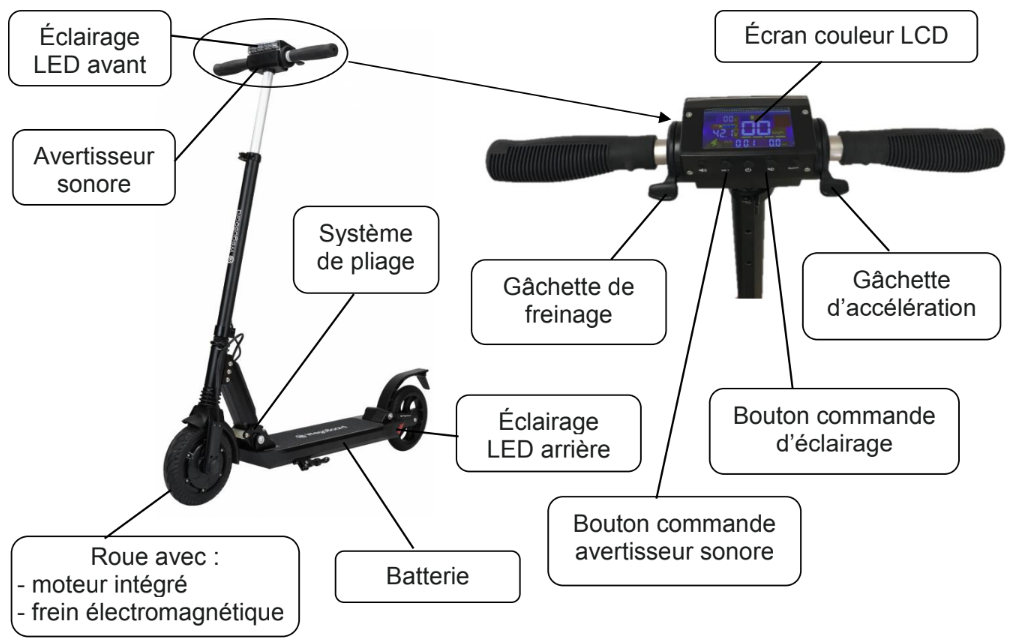 Éclairage
LED avant
Écran couleur LCD
Avertisseur
sonore
Système
de pliage
Gâchette de
freinage
Gâchette
d'accélération
Éclairage
LED arrière
Bouton commande
d'éclairage
Bouton commande
avertisseur sonore
Roue avec :
- moteur intégré
- frein électromagnétique
Batterie